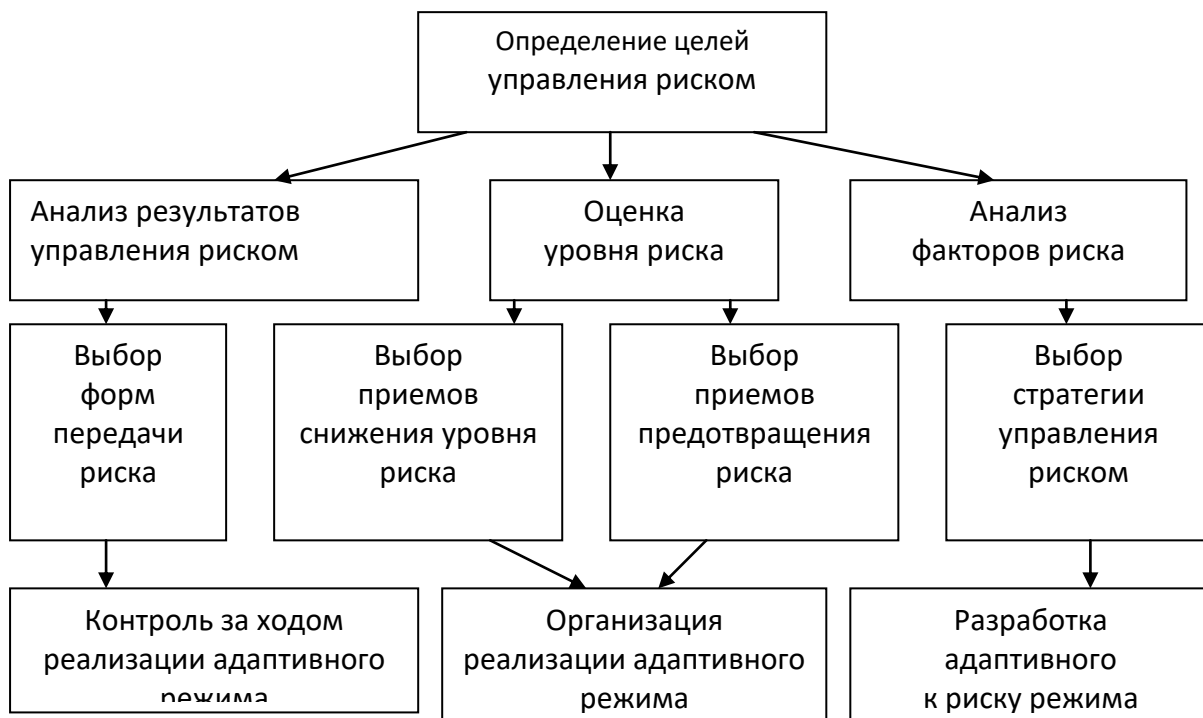 Определение целей
управления риском
Анализ результатов
управления риском
Оценка
уровня риска
Анализ
факторов риска
Выбор
форм
передачи
риска
Выбор
приемов
снижения уровня
риска
Выбор
приемов
предотвращения
риска
Выбор
стратегии
управления
риском
Контроль за ходом
реализации адаптивного
режима
Организация
реализации адаптивного
режима
Разработка
адаптивного
к риску режима